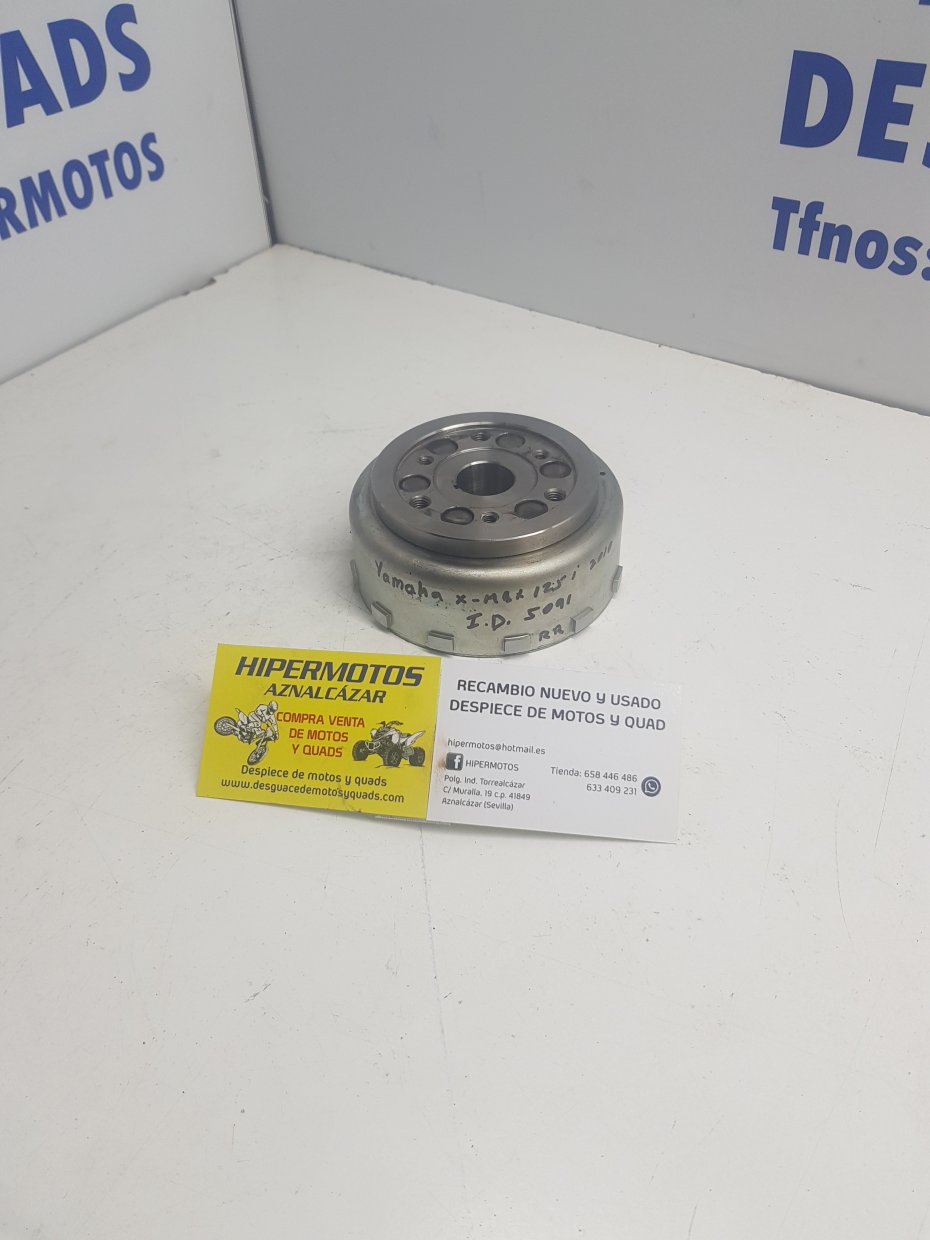 ADS
RMOTOS
DES
Tfnos:
Yamaha X-MAX 125 i 2010
I.D. 5091
RR
HIPERMOTOS
AZNALCÁZAR
COMPRA VENTA
DE MOTOS
Y QUADS
Despiece de motos y quads
www.desguacedemotosyquads.com
RECAMBIO NUEVO Y USADO
DESPIECE DE MOTOS Y QUAD
hipermotos@hotmail.es
f HIPERMOTOS
Tienda: 658 446 486
633 409 231
Polg. Ind. Torrealcázar
C/ Muralla, 19 c.p. 41849
Aznalcázar (Sevilla)